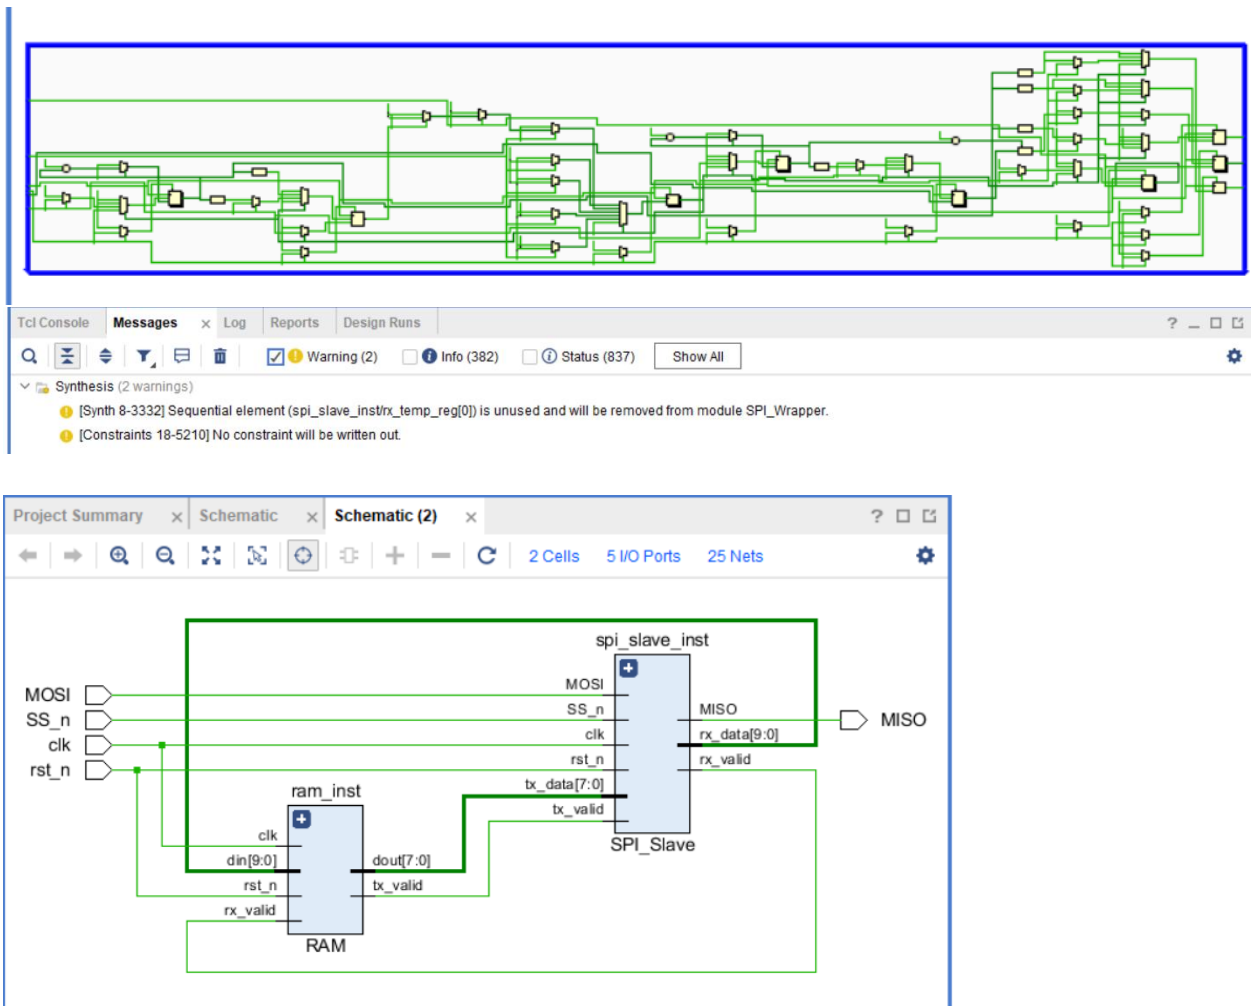 Tcl Console Messages × Log Reports Design Runs ? _
Warning (2) Info (382) Status (837) Show All
Synthesis (2 warnings)
[Synth 8-3332] Sequential element (spi_slave_inst/rx_temp_reg[0]) is unused and will be removed from module SPI_Wrapper.
[Constraints 18-5210] No constraint will be written out.
Project Summary × Schematic × Schematic (2) × ?
2 Cells 5 I/O Ports 25 Nets
spi_slave_inst
MOSI MOSI
SS_n SS_n MISO MISO
clk clk rx_data[9:0]
rst_n rst_n rx_valid
ram_inst tx_data[7:0]
tx_valid
clk SPI_Slave
din[9:0] dout[7:0]
rst_n tx_valid
rx_valid
RAM